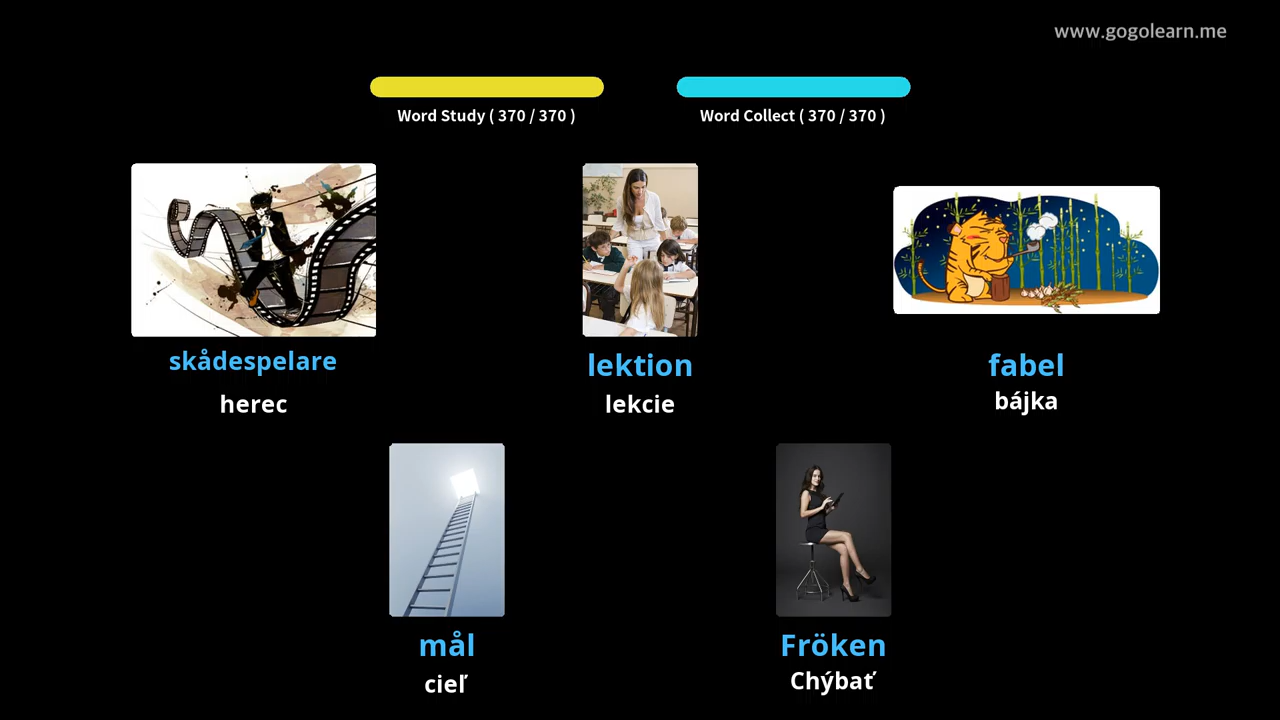 www.gogolearn.me
Word Study ( 370 / 370 )
Word Collect ( 370 / 370 )
skådespelare
herec
lektion
lekcie
fabel
bájka
mål
cieľ
Fröken
Chýbať